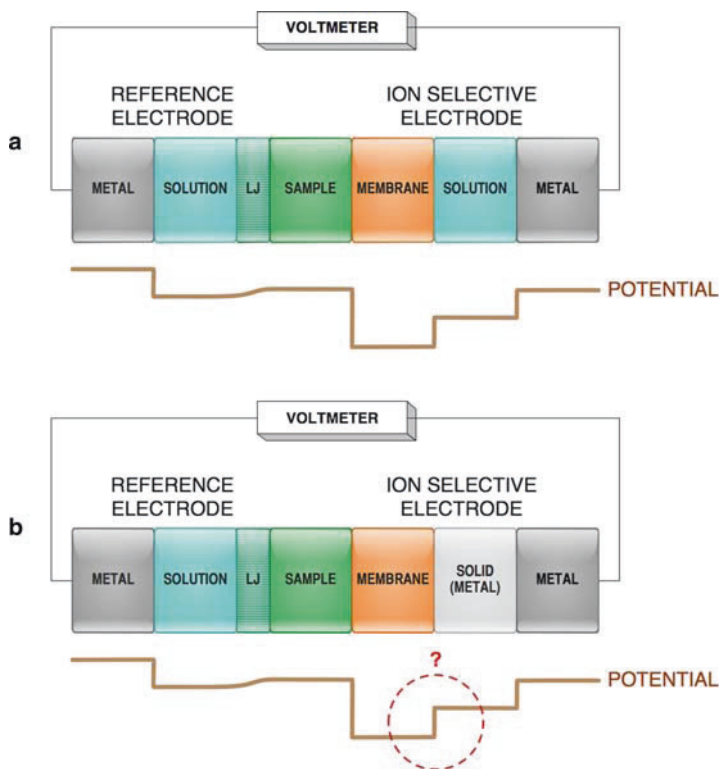 VOLTMETER
REFERENCE
ELECTRODE
ION SELECTIVE
ELECTRODE
a
METAL
SOLUTION
LJ
SAMPLE
MEMBRANE
SOLUTION
METAL
POTENTIAL
VOLTMETER
REFERENCE
ELECTRODE
ION SELECTIVE
ELECTRODE
b
METAL
SOLUTION
LJ
SAMPLE
MEMBRANE
SOLID
(METAL)
METAL
?
POTENTIAL